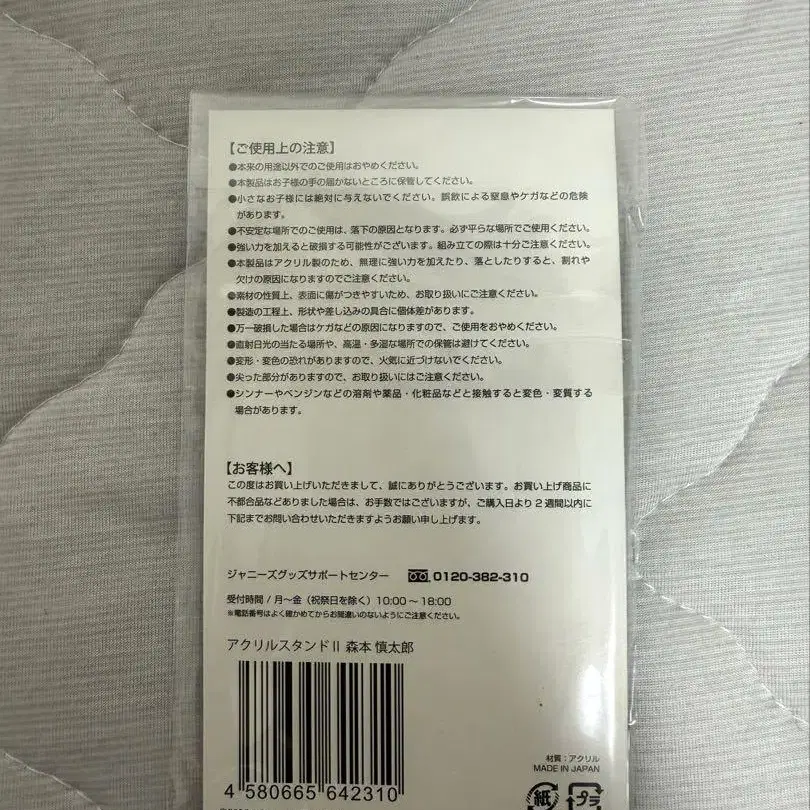 【ご使用上の注意】
●本来の用途以外でのご使用はおやめください。
●本製品はお子様の手の届かないところに保管してください。
●小さなお子様には絶対に与えないでください。誤飲による窒息やケガなどの危険
があります。
●不安定な場所でのご使用は、落下の原因となります。必ず平らな場所でご使用ください。
●強い力を加えると破損する可能性がございます。組み立ての際は十分ご注意ください。
●本製品はアクリル製のため、無理に強い力を加えたり、落としたりすると、割れや
欠けの原因になりますのでご注意ください。
●素材の性質上、表面に傷がつきやすいため、お取り扱いにご注意ください。
●製造の工程上、形状や差し込みの具合に個体差があります。
●万一破損した場合はケガなどの原因になりますので、ご使用をおやめください。
●直射日光の当たる場所や、高温・多湿な場所での保管は避けてください。
●変形・変色の恐れがありますので、火気に近づけないでください。
●尖った部分がありますので、お取り扱いにはご注意ください。
●シンナーやベンジンなどの溶剤や薬品・化粧品などと接触すると変色・変質する
場合があります。
【お客様へ】
この度はお買い上げいただきまして、誠にありがとうございます。お買い上げ商品に
不都合品などありました場合は、お手数ではございますが、ご購入日より2週間以内に
下記までお問い合わせいただきますようお願い申し上げます。
ジャニーズグッズサポートセンター 0120-382-310
受付時間/月〜金(祝祭日を除く)10:00〜18:00
※電話番号はよく確かめてからお間違いのないようにご注意ください。
アクリルスタンドⅡ 森本 慎太郎
4 580665 642310
材質:アクリル
MADE IN JAPAN
紙 プラ